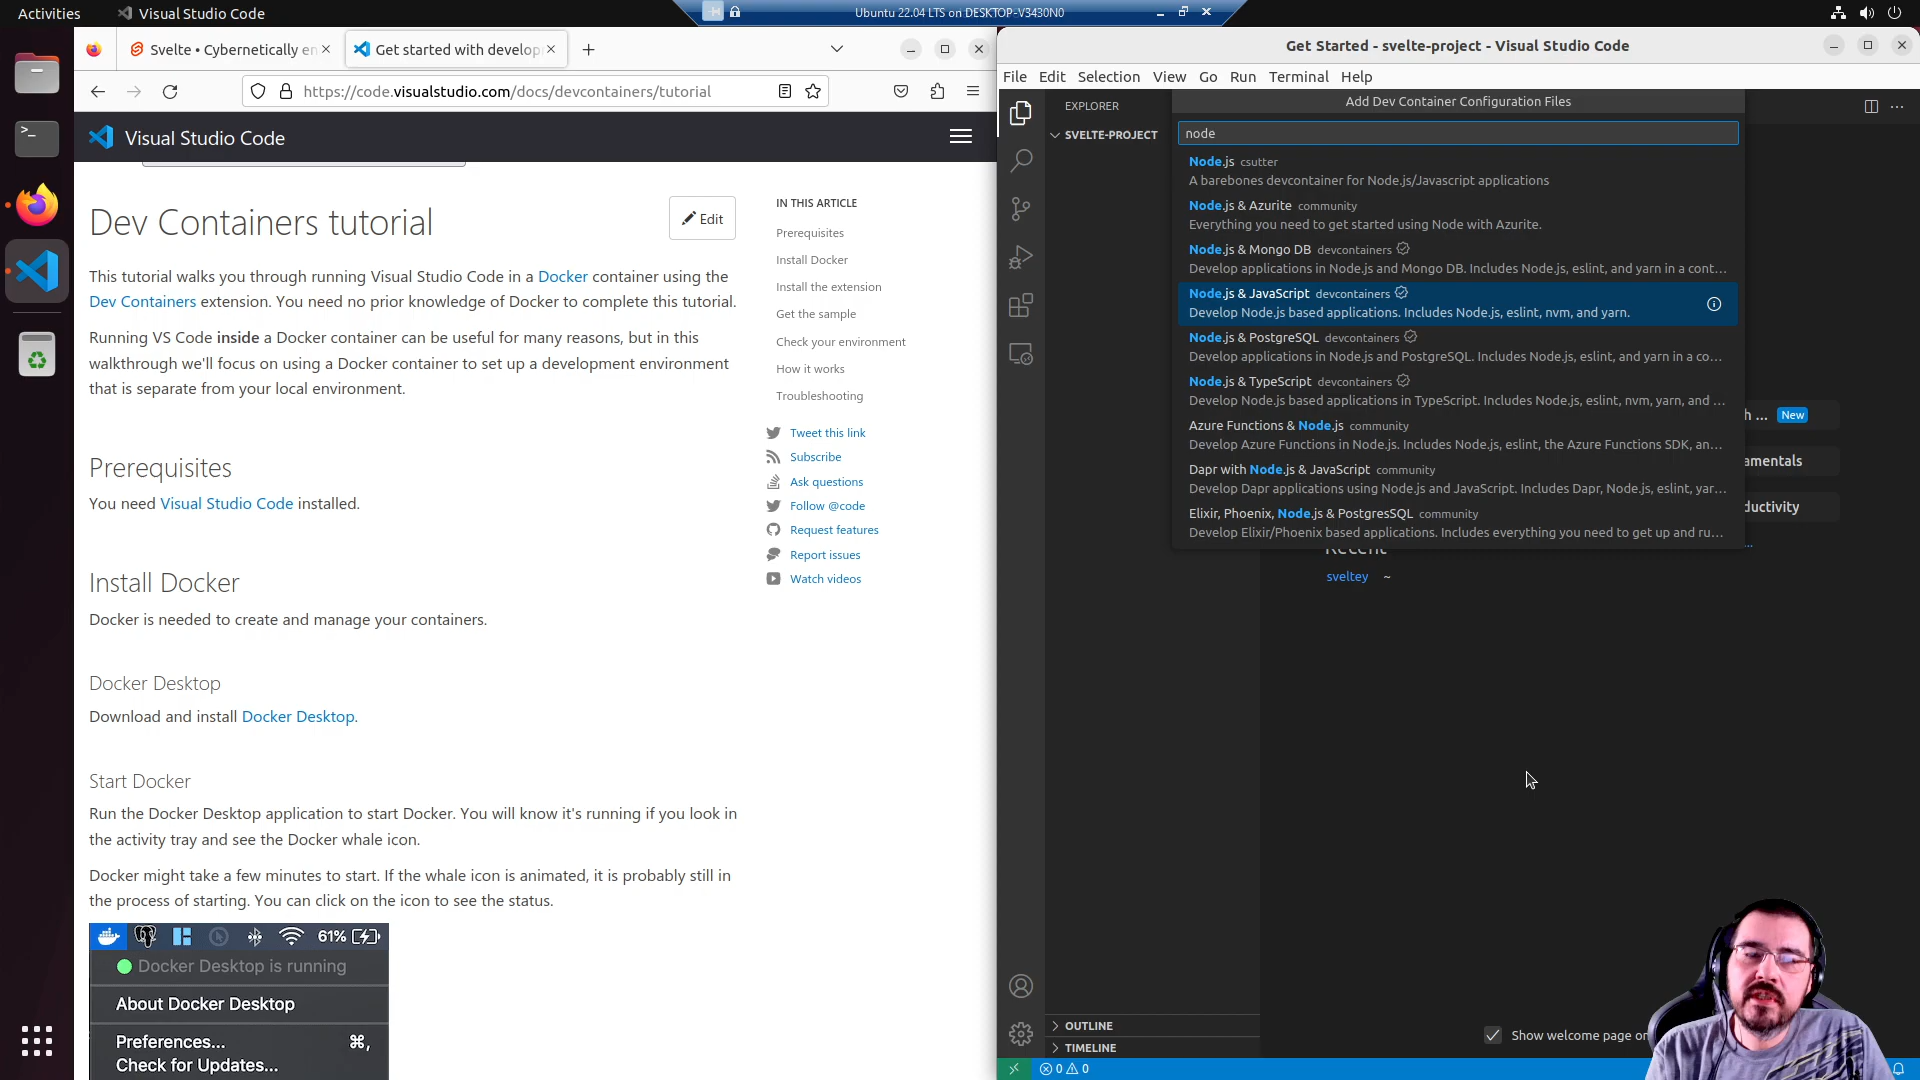 Activities
Visual Studio Code
Ubuntu 22.04 LTS on DESKTOP-V3430N0
Svelte • Cybernetically en
Get started with develop
https://code.visualstudio.com/docs/devcontainers/tutorial
Visual Studio Code
Dev Containers tutorial
Edit
This tutorial walks you through running Visual Studio Code in a Docker container using the
Dev Containers extension. You need no prior knowledge of Docker to complete this tutorial.
Running VS Code inside a Docker container can be useful for many reasons, but in this
walkthrough we'll focus on using a Docker container to set up a development environment
that is separate from your local environment.
Prerequisites
You need Visual Studio Code installed.
Install Docker
Docker is needed to create and manage your containers.
Docker Desktop
Download and install Docker Desktop.
Start Docker
Run the Docker Desktop application to start Docker. You will know it's running if you look in
the activity tray and see the Docker whale icon.
Docker might take a few minutes to start. If the whale icon is animated, it is probably still in
the process of starting. You can click on the icon to see the status.
61%
Docker Desktop is running
About Docker Desktop
Preferences... ⌘,
Check for Updates...
IN THIS ARTICLE
Prerequisites
Install Docker
Install the extension
Get the sample
Check your environment
How it works
Troubleshooting
Tweet this link
Subscribe
Ask questions
Follow @code
Request features
Report issues
Watch videos
Get Started - svelte-project - Visual Studio Code
File Edit Selection View Go Run Terminal Help
EXPLORER
SVELTE-PROJECT
Add Dev Container Configuration Files
node
Node.js csutter
A barebones devcontainer for Node.js/Javascript applications
Node.js & Azurite community
Everything you need to get started using Node with Azurite.
Node.js & Mongo DB devcontainers
Develop applications in Node.js and Mongo DB. Includes Node.js, eslint, and yarn in a cont...
Node.js & JavaScript devcontainers
Develop Node.js based applications. Includes Node.js, eslint, nvm, and yarn.
Node.js & PostgreSQL devcontainers
Develop applications in Node.js and PostgreSQL. Includes Node.js, eslint, and yarn in a co...
Node.js & TypeScript devcontainers
Develop Node.js based applications in TypeScript. Includes Node.js, eslint, nvm, yarn, and ...
Azure Functions & Node.js community
Develop Azure Functions in Node.js. Includes Node.js, eslint, the Azure Functions SDK, an...
Dapr with Node.js & JavaScript community
Develop Dapr applications using Node.js and JavaScript. Includes Dapr, Node.js, eslint, yar...
Elixir, Phoenix, Node.js & PostgresSQL community
Develop Elixir/Phoenix based applications. Includes everything you need to get up and ru...
h ... New
amentals
ductivity
...
Recent
sveltey ~
OUTLINE
TIMELINE
Show welcome page on
0 0